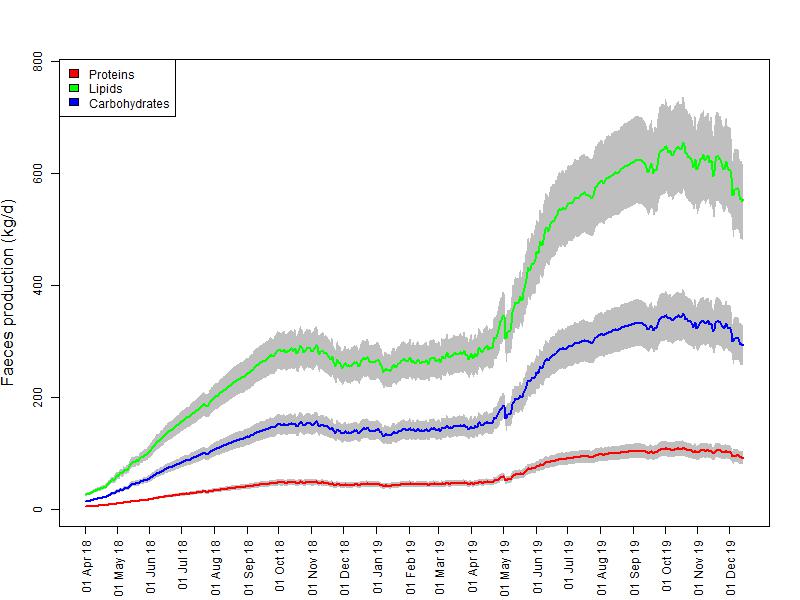 Proteins
Lipids
Carbohydrates
Faeces production (kg/d)
800
600
400
200
0
01 Apr 18
01 May 18
01 Jun 18
01 Jul 18
01 Aug 18
01 Sep 18
01 Oct 18
01 Nov 18
01 Dec 18
01 Jan 19
01 Feb 19
01 Mar 19
01 Apr 19
01 May 19
01 Jun 19
01 Jul 19
01 Aug 19
01 Sep 19
01 Oct 19
01 Nov 19
01 Dec 19